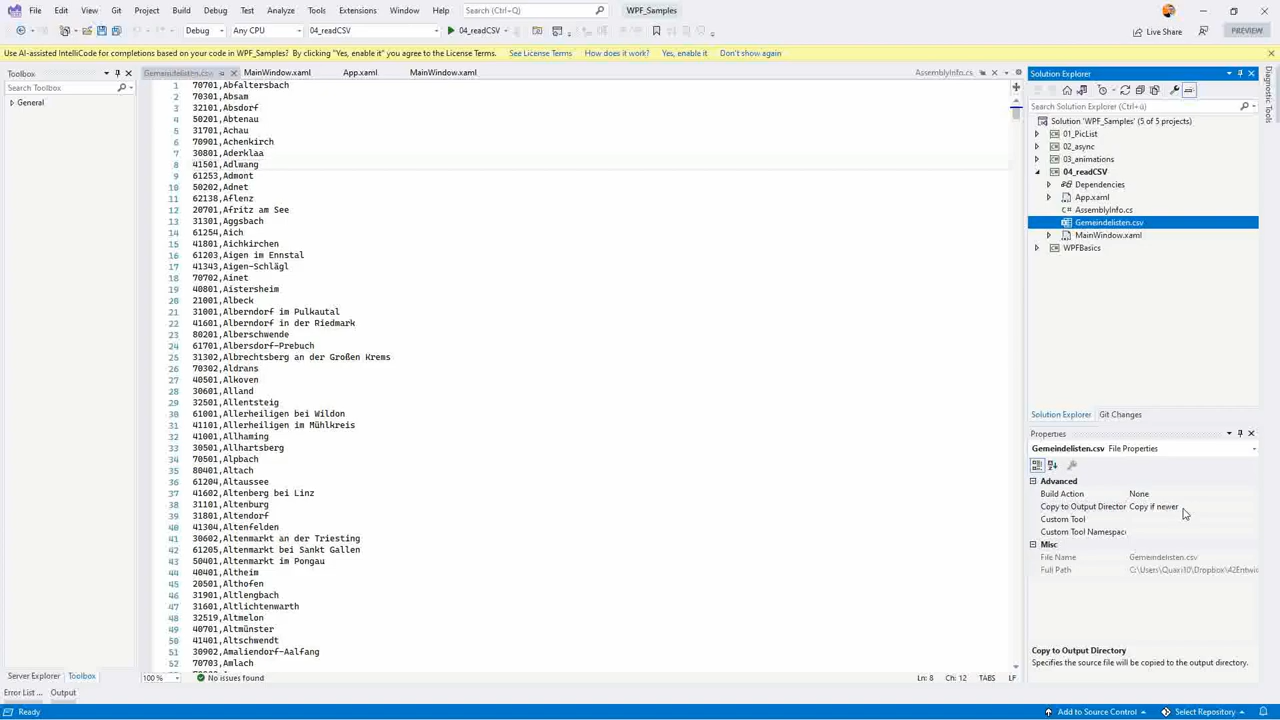 File Edit View Git Project Build Debug Test Analyze Tools Extensions Window Help Search (Ctrl+Q) WPF_Samples
Debug Any CPU 04_readCSV 04_readCSV Live Share PREVIEW
Use AI-assisted IntelliCode for completions based on your code in WPF_Samples? By clicking "Yes, enable it" you agree to the License Terms. See License Terms How does it work? Yes, enable it Don't show again
Toolbox
Search Toolbox
General
Gemeindelisten.csv MainWindow.xaml App.xaml MainWindow.xaml AssemblyInfo.cs
1 70701,Abfaltersbach
2 70301,Absam
3 32101,Absdorf
4 50201,Abtenau
5 31701,Achau
6 70901,Achenkirch
7 30801,Aderklaa
8 41501,Adlwang
9 61253,Admont
10 50202,Adnet
11 62138,Aflenz
12 20701,Afritz am See
13 31301,Aggsbach
14 61254,Aich
15 41801,Aichkirchen
16 61203,Aigen im Ennstal
17 41343,Aigen-Schlägl
18 70702,Ainet
19 40801,Aistersheim
20 21001,Albeck
21 31001,Alberndorf im Pulkautal
22 41601,Alberndorf in der Riedmark
23 80201,Alberschwende
24 61701,Albersdorf-Prebuch
25 31302,Albrechtsberg an der Großen Krems
26 70302,Aldrans
27 40501,Alkoven
28 30601,Alland
29 32501,Allentsteig
30 61001,Allerheiligen bei Wildon
31 41101,Allerheiligen im Mühlkreis
32 41001,Allhaming
33 30501,Allhartsberg
34 70501,Alpbach
35 80401,Altach
36 61204,Altaussee
37 41602,Altenberg bei Linz
38 31101,Altenburg
39 31801,Altendorf
40 41304,Altenfelden
41 30602,Altenmarkt an der Triesting
42 61205,Altenmarkt bei Sankt Gallen
43 50401,Altenmarkt im Pongau
44 40401,Altheim
45 20501,Althofen
46 31901,Altlengbach
47 31601,Altlichtenwarth
48 32519,Altmelon
49 40701,Altmünster
50 41401,Altschwendt
51 30902,Amaliendorf-Aalfang
52 70703,Amlach
100 % No issues found Ln: 8 Ch: 12 TABS LF
Solution Explorer
Search Solution Explorer (Ctrl+ü)
Solution 'WPF_Samples' (5 of 5 projects)
01_PicList
02_async
03_animations
04_readCSV
Dependencies
App.xaml
AssemblyInfo.cs
Gemeindelisten.csv
MainWindow.xaml
WPFBasics
Solution Explorer Git Changes
Properties
Gemeindelisten.csv File Properties
Advanced
Build Action None
Copy to Output Director Copy if newer
Custom Tool
Custom Tool Namespace
Misc
File Name Gemeindelisten.csv
Full Path C:\Users\Quaxi10\Dropbox\42Entwic
Copy to Output Directory
Specifies the source file will be copied to the output directory.
Diagnostic Tools
Server Explorer Toolbox
Error List ... Output
Ready Add to Source Control Select Repository